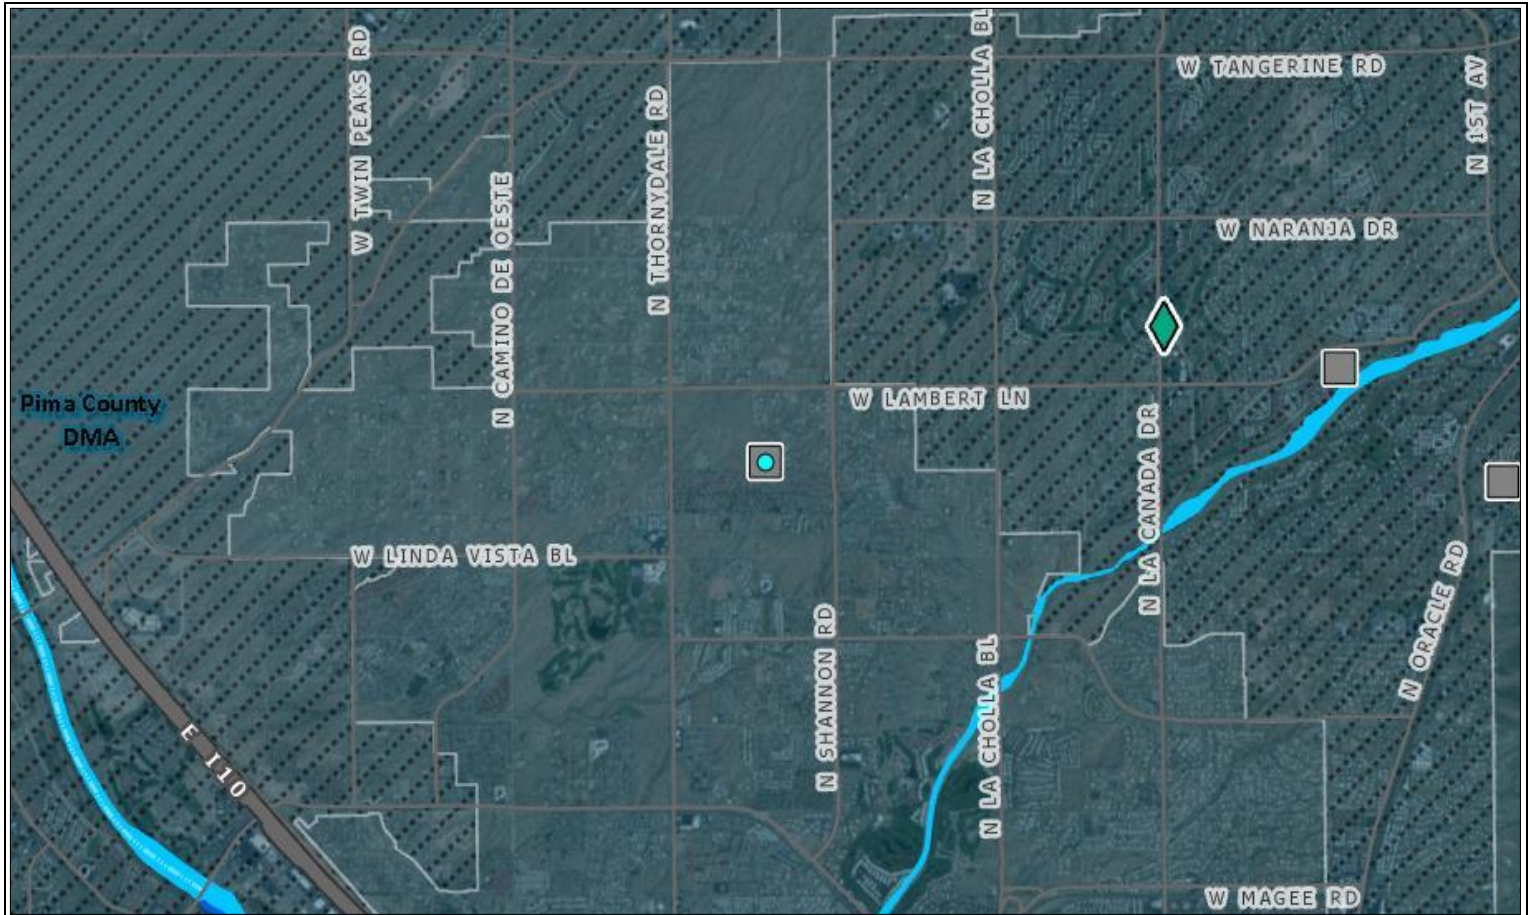 W TANGERINE RD
W TWIN PEAKS RD
N CAMINO DE OESTE
N THORNYDALE RD
N LA CHOLLA BL
N 1ST AV
W NARANJA DR
Pima County
DMA
W LAMBERT LN
N LA CANADA DR
W LINDA VISTA BL
N SHANNON RD
N LA CHOLLA BL
N ORACLE RD
E I10
W MAGEE RD